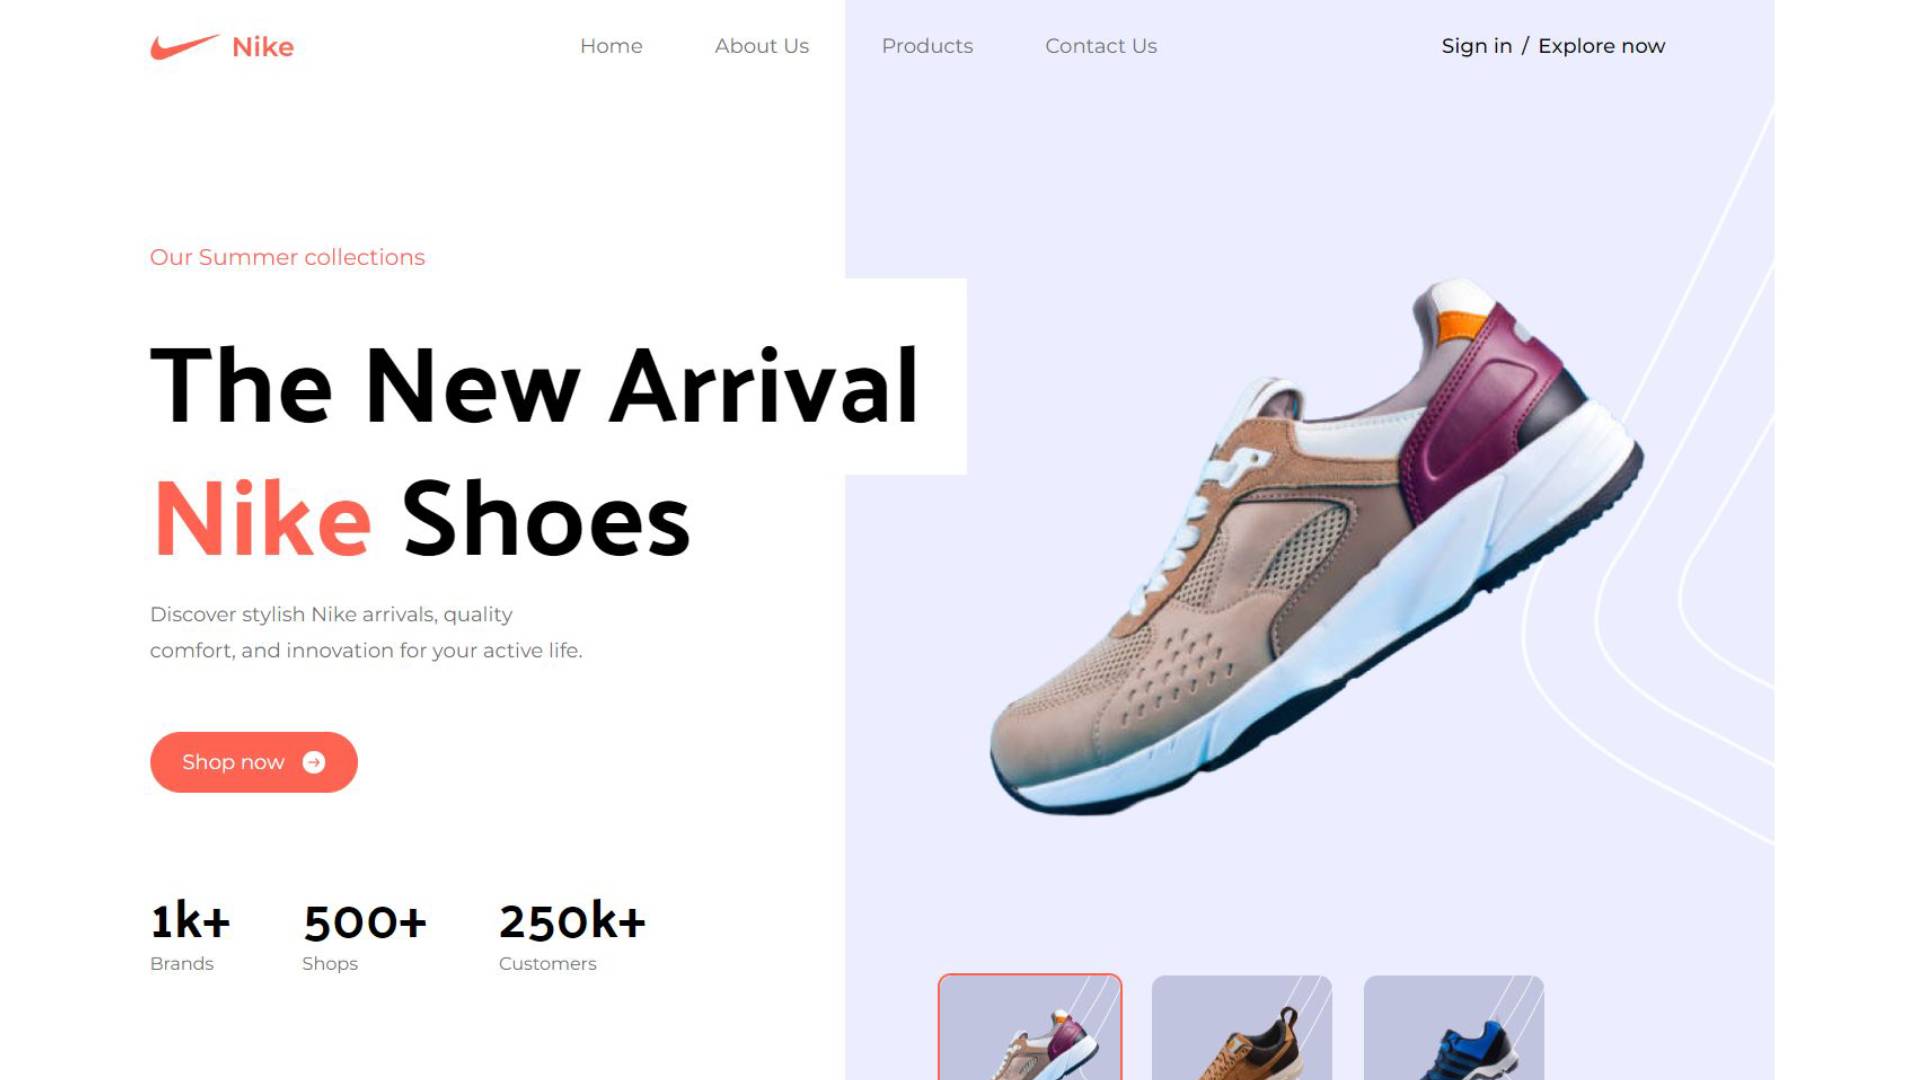 Nike
Home
About Us
Products
Contact Us
Sign in / Explore now
Our Summer collections
The New Arrival
Nike Shoes
Discover stylish Nike arrivals, quality
comfort, and innovation for your active life.
Shop now
1k+
Brands
500+
Shops
250k+
Customers